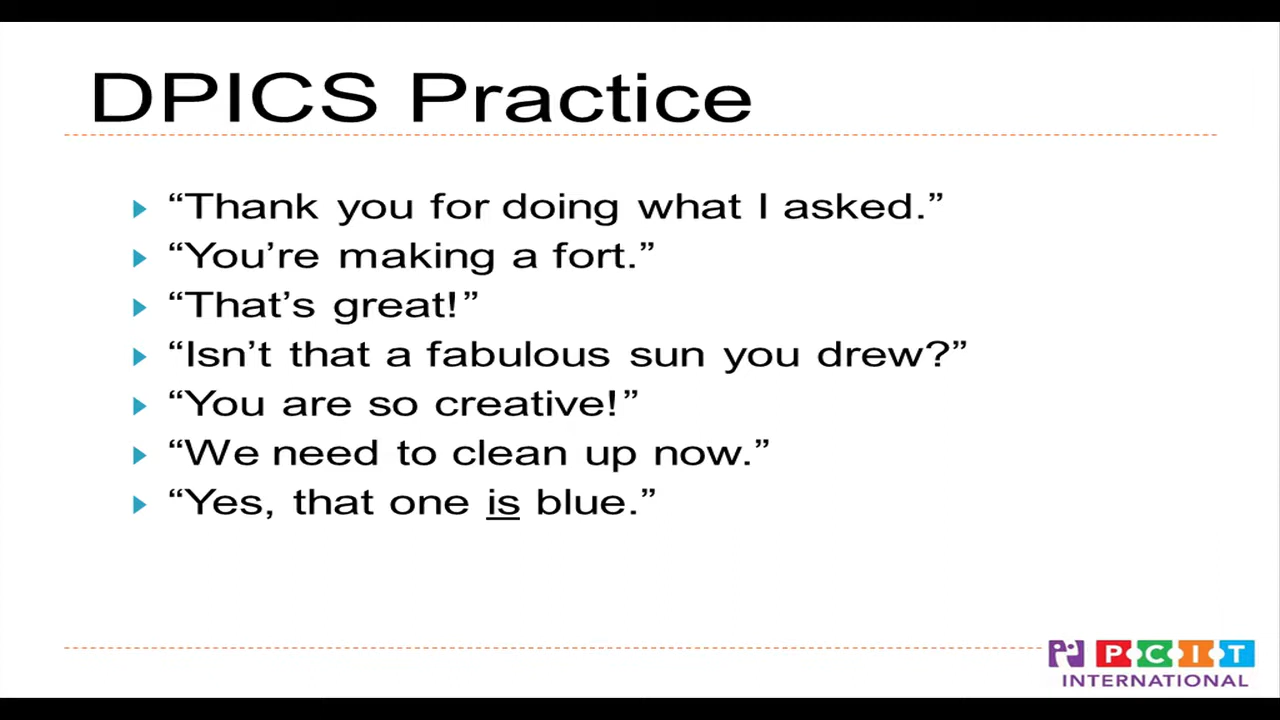 DPICS Practice
“Thank you for doing what I asked.”
“You’re making a fort.”
“That’s great!”
“Isn’t that a fabulous sun you drew?”
“You are so creative!”
“We need to clean up now.”
“Yes, that one is blue.”
PCIT
INTERNATIONAL